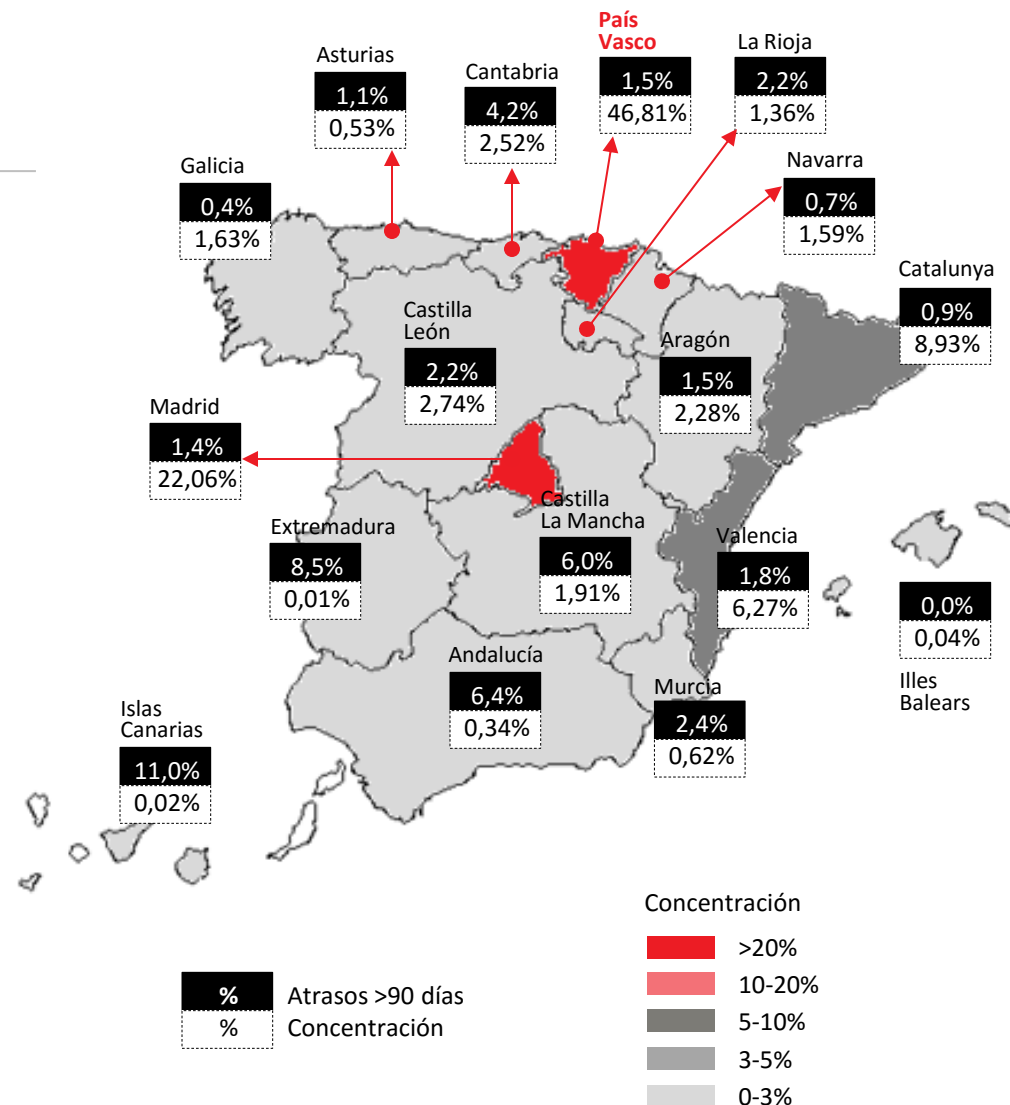 País
Vasco
1,5%
46,81%
La Rioja
2,2%
1,36%
Asturias
1,1%
0,53%
Cantabria
4,2%
2,52%
Navarra
0,7%
1,59%
Galicia
0,4%
1,63%
Catalunya
0,9%
8,93%
Castilla
León
2,2%
2,74%
Aragón
1,5%
2,28%
Madrid
1,4%
22,06%
Castilla
La Mancha
6,0%
1,91%
Extremadura
8,5%
0,01%
Valencia
1,8%
6,27%
0,0%
0,04%
Illes
Balears
Andalucía
6,4%
0,34%
Murcia
2,4%
0,62%
Islas
Canarias
11,0%
0,02%
% Atrasos >90 días
% Concentración
Concentración
>20%
10-20%
5-10%
3-5%
0-3%